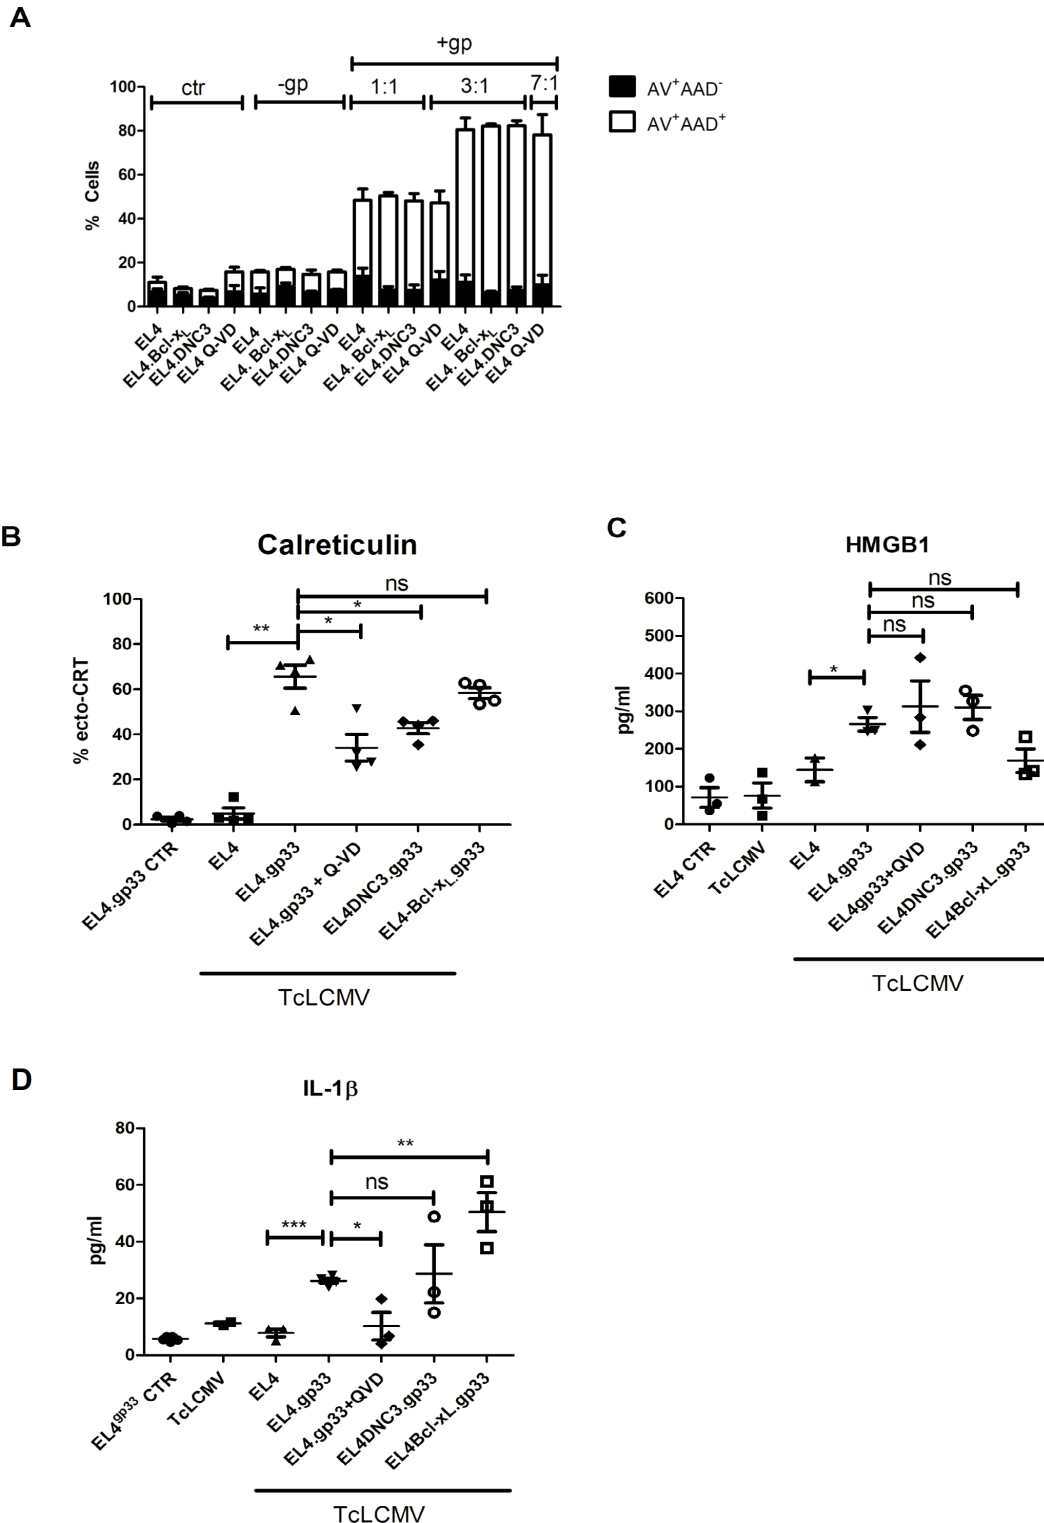 A
+gp
ctr
-gp
1:1
3:1
7:1
AV+AAD-
AV+AAD+
% Cells
100
80
60
40
20
0
EL4
EL4.Bcl-xL
EL4.DNC3
EL4 Q-VD
EL4
EL4. Bcl-xL
EL4.DNC3
EL4 Q-VD
EL4
EL4. Bcl-xL
EL4.DNC3
EL4 Q-VD
EL4
EL4. Bcl-xL
EL4.DNC3
EL4 Q-VD
B
Calreticulin
% ecto-CRT
100
80
60
40
20
0
ns
*
*
**
EL4.gp33 CTR
EL4
EL4.gp33
EL4.gp33 + Q-VD
EL4DNC3.gp33
EL4-Bcl-xL.gp33
TcLCMV
C
HMGB1
pg/ml
600
500
400
300
200
100
0
ns
ns
ns
*
EL4 CTR
TcLCMV
EL4
EL4.gp33
EL4gp33+QVD
EL4DNC3.gp33
EL4Bcl-xL.gp33
TcLCMV
D
IL-1β
pg/ml
80
60
40
20
0
**
ns
***
*
EL4gp33 CTR
TcLCMV
EL4
EL4.gp33
EL4.gp33+QVD
EL4DNC3.gp33
EL4Bcl-xL.gp33
TcLCMV